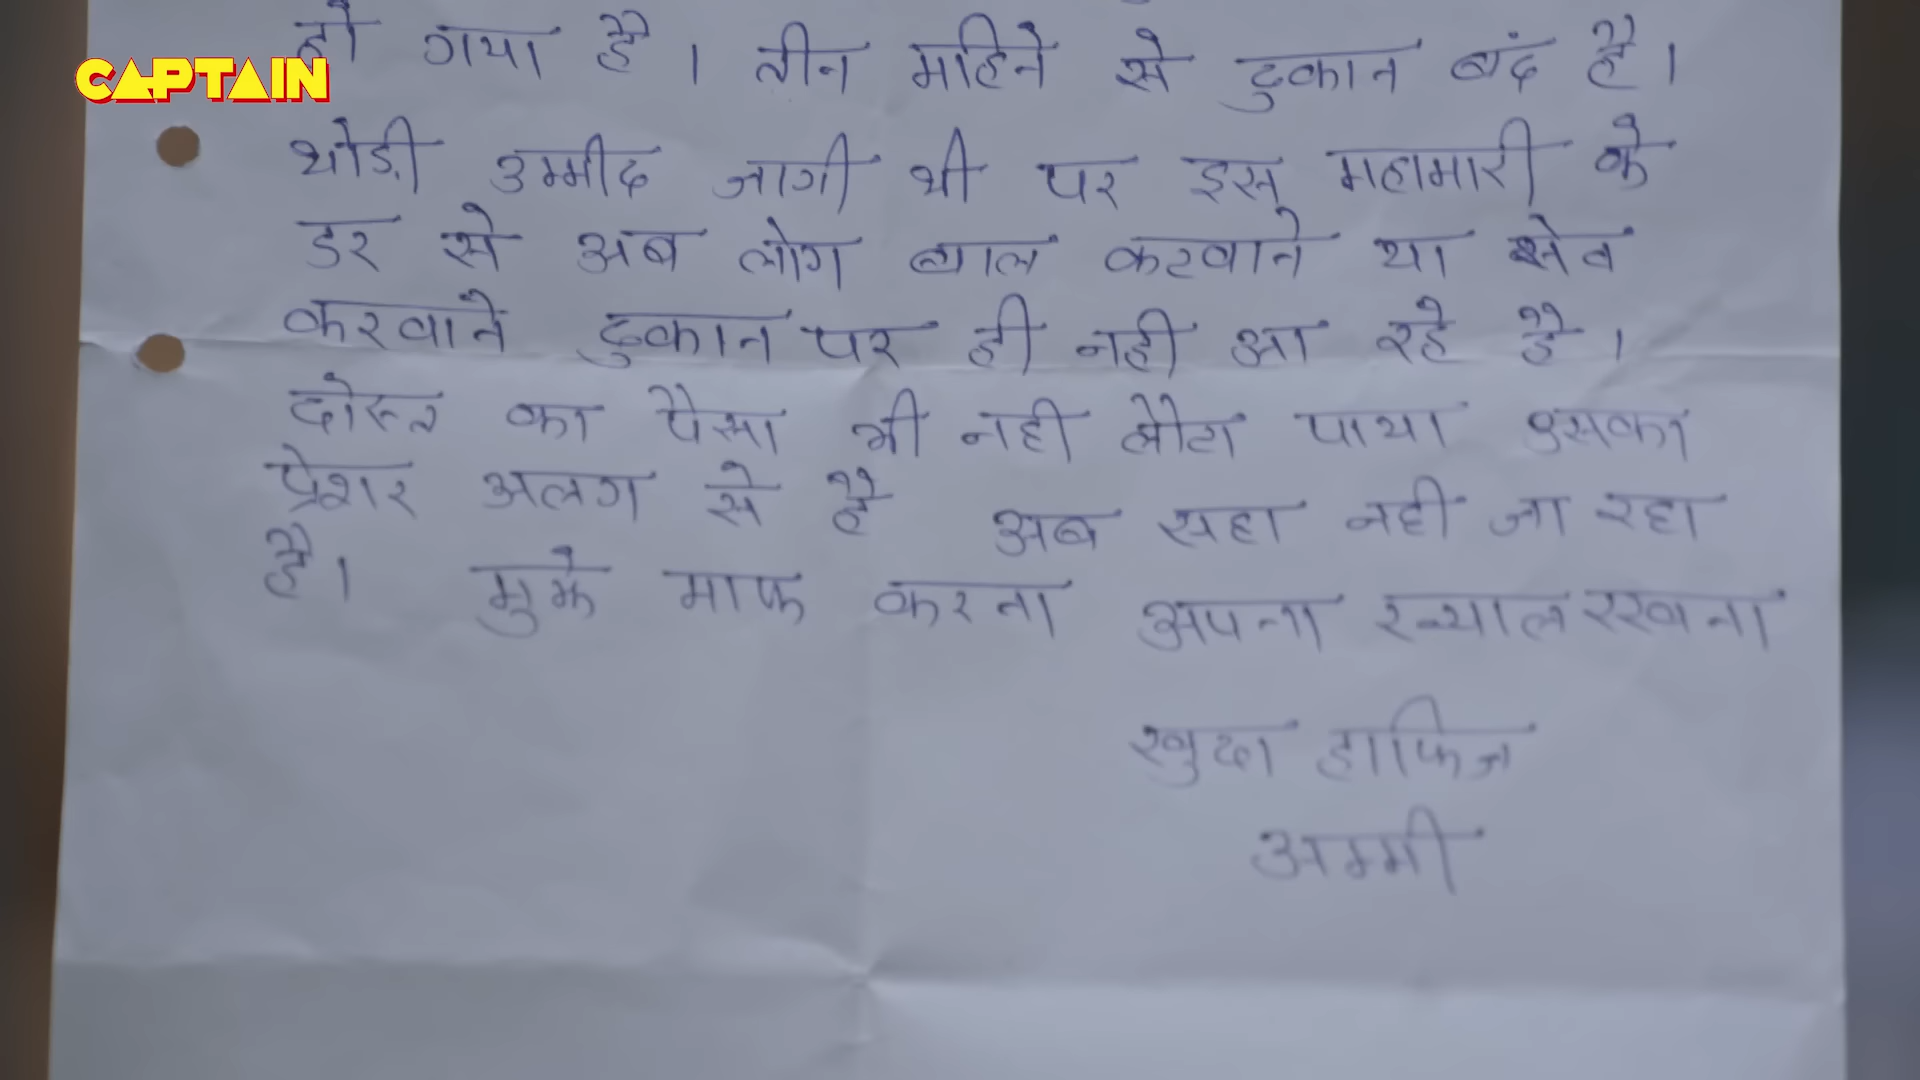 CAPTAIN
हो गया है। तीन महिने से दुकान बंद है।
थोड़ी उम्मीद जागी थी पर इस महामारी के
डर से अब लोग बाल कटवाने या सेव
करवाने दुकान पर ही नही आ रहे है।
दोस्त का पैसा भी नही लौटा पाया उसका
प्रेशर अलग से है अब सहा नही जा रहा
है। मुझे माफ करना अपना ख्याल रखना
खुदा हाफिज
अम्मी